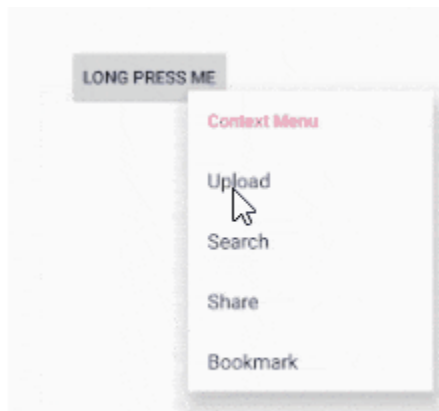 LONG PRESS ME
Context Menu
Upload
Search
Share
Bookmark